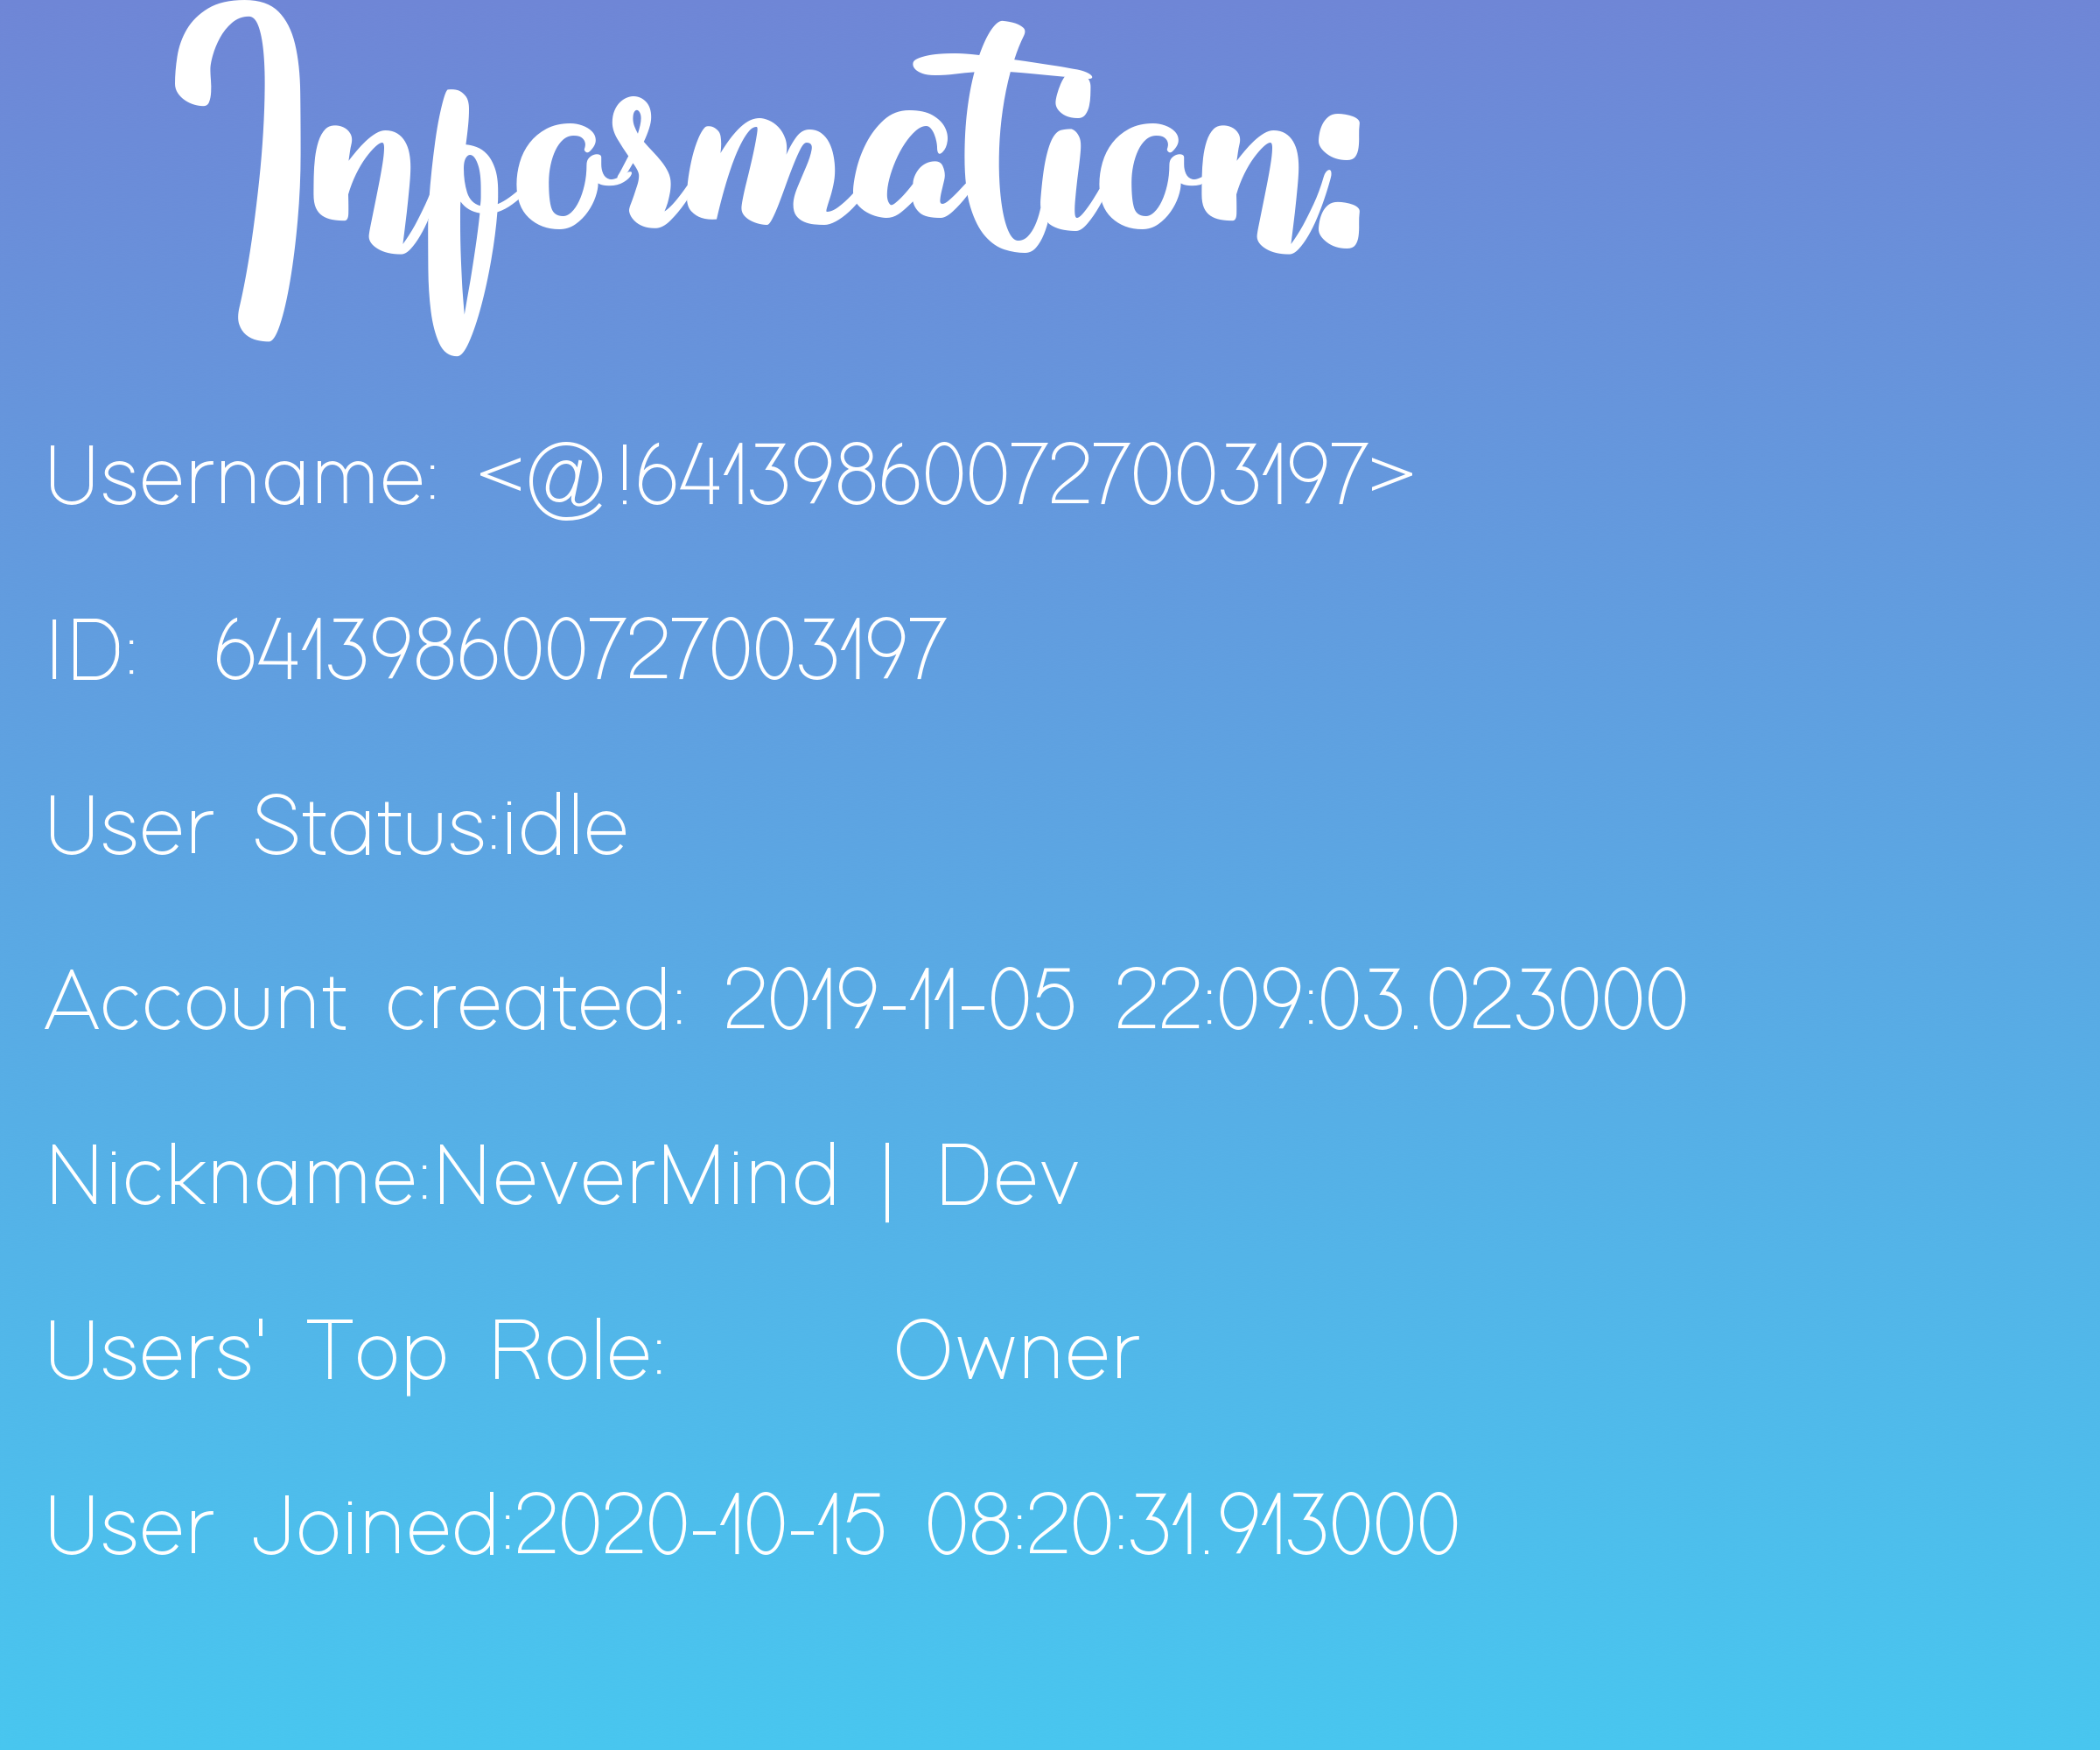 Information:
Username: <@!641398600727003197>
ID: 641398600727003197
User Status:idle
Account created: 2019-11-05 22:09:03.023000
Nickname:NeverMind | Dev
Users' Top Role: Owner
User Joined:2020-10-15 08:20:31.913000